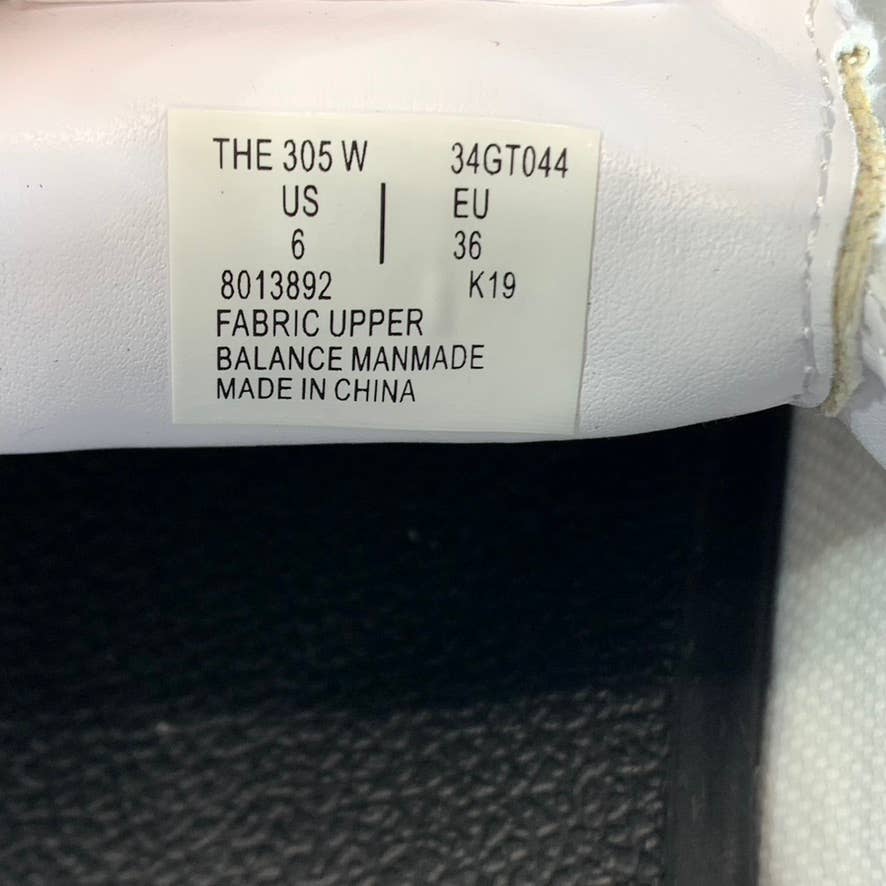 THE 305 W 34GT044
US | EU
6 36
8013892 K19
FABRIC UPPER
BALANCE MANMADE
MADE IN CHINA